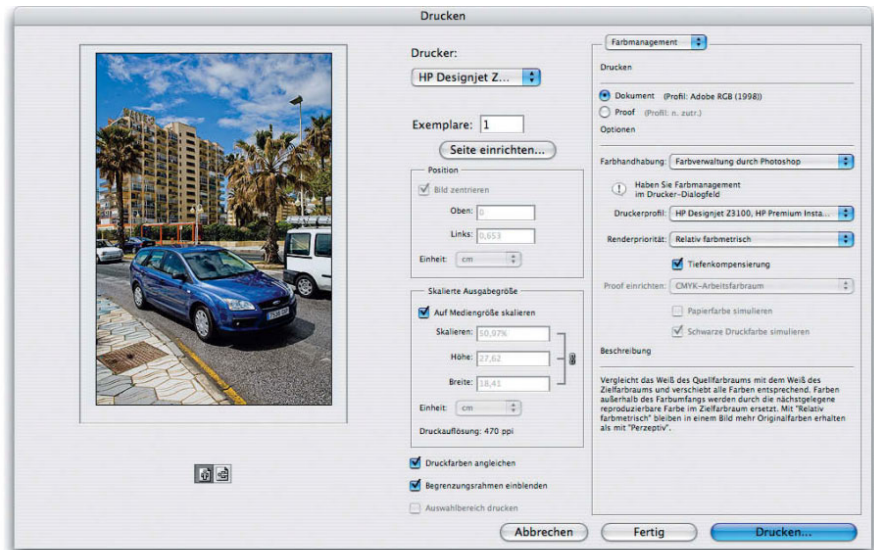 Drucken
Drucker:
HP Designjet Z...
Exemplare: 1
Seite einrichten...
Position
Bild zentrieren
Oben: 0
Links: 0,653
Einheit: cm
Skalierte Ausgabegröße
Auf Mediengröße skalieren
Skalieren: 50,97%
Höhe: 27,62
Breite: 18,41
Einheit: cm
Druckauflösung: 470 ppi
Druckfarben angleichen
Begrenzungsrahmen einblenden
Auswahlbereich drucken
Farbmanagement
Drucken
Dokument (Profil: Adobe RGB (1998))
Proof (Profil: n. zutr.)
Optionen
Farbhandhabung: Farbverwaltung durch Photoshop
Haben Sie Farbmanagement
im Drucker-Dialogfeld
Druckerprofil: HP Designjet Z3100, HP Premium Insta...
Renderpriorität: Relativ farbmetrisch
Tiefenkompensierung
Proof einrichten: CMYK-Arbeitsfarbraum
Papierfarbe simulieren
Schwarze Druckfarbe simulieren
Beschreibung
Vergleicht das Weiß des Quellfarbraums mit dem Weiß des
Zielfarbraums und verschiebt alle Farben entsprechend. Farben
außerhalb des Farbumfangs werden durch die nächstgelegene
reproduzierbare Farbe im Zielfarbraum ersetzt. Mit "Relativ
farbmetrisch" bleiben in einem Bild mehr Originalfarben erhalten
als mit "Perzeptiv".
Abbrechen
Fertig
Drucken...